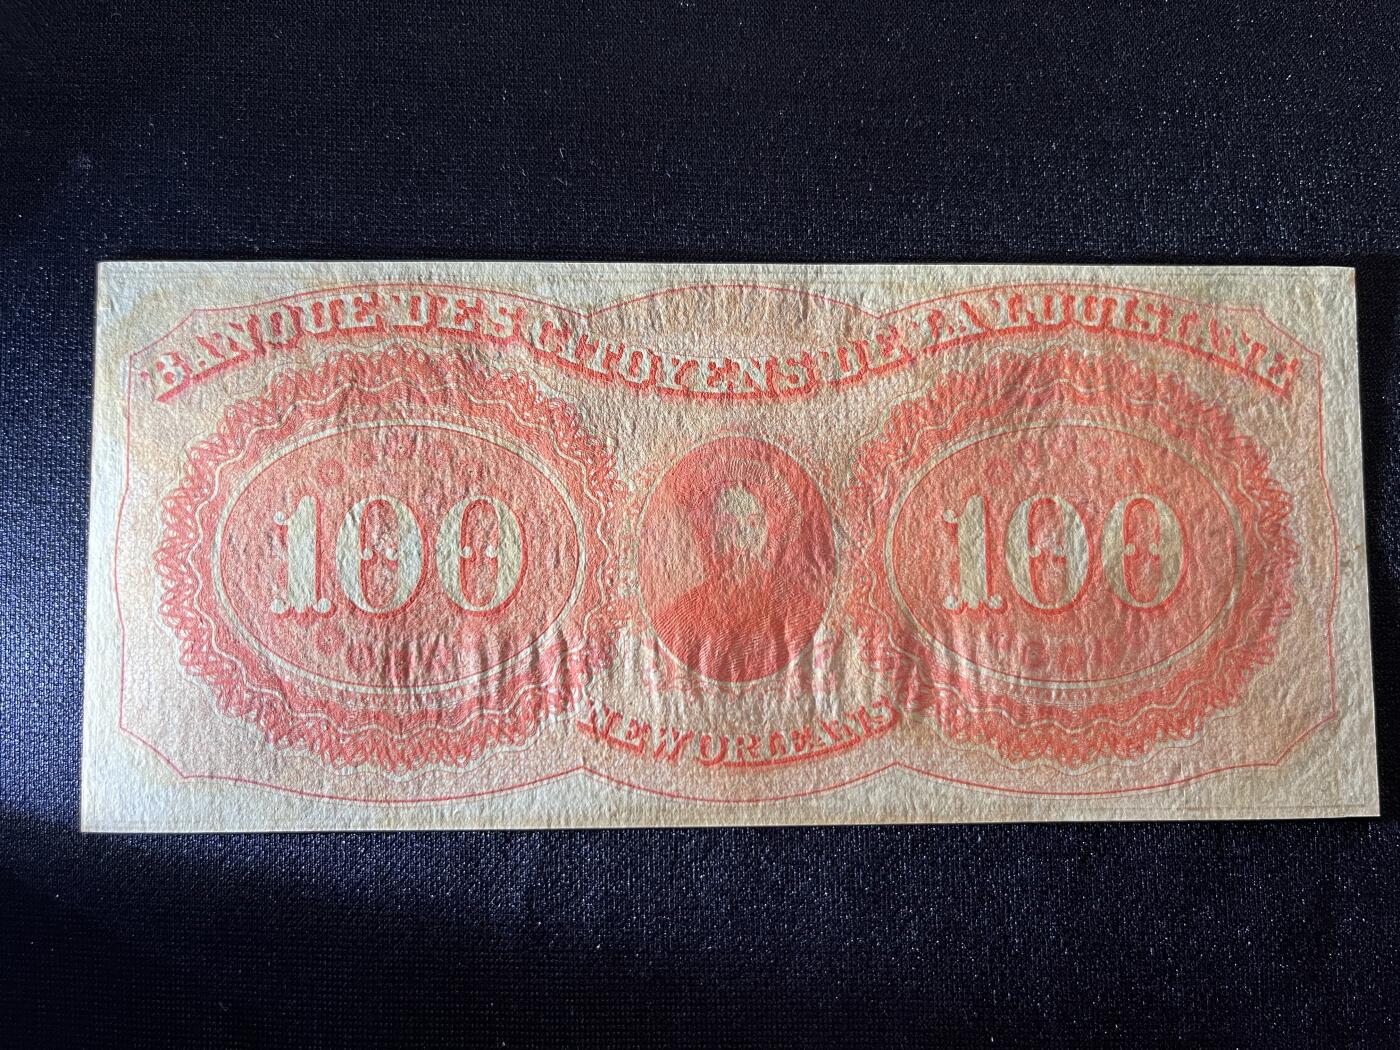 BANQUE DES CITOYENS DE LA LOUISIANE
100 100
NEW ORLEANS